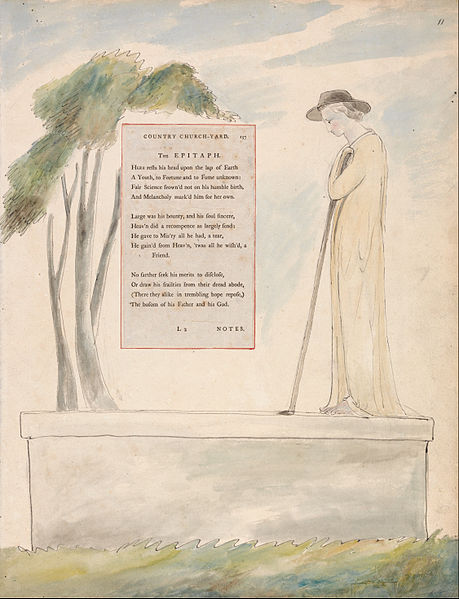 11
COUNTRY CHURCH-YARD. 157
THE EPITAPH.
HERE rests his head upon the lap of Earth
A Youth, to Fortune and to Fame unknown:
Fair Science frown'd not on his humble birth,
And Melancholy mark'd him for her own.
Large was his bounty, and his soul sincere,
Heav'n did a recompence as largely send:
He gave to Mis'ry all he had, a tear,
He gain'd from Heav'n, 'twas all he wish'd, a
Friend.
No farther seek his merits to disclose,
Or draw his frailties from their dread abode,
(There they alike in trembling hope repose,)
The bosom of his Father and his God.
L 2 NOTES.